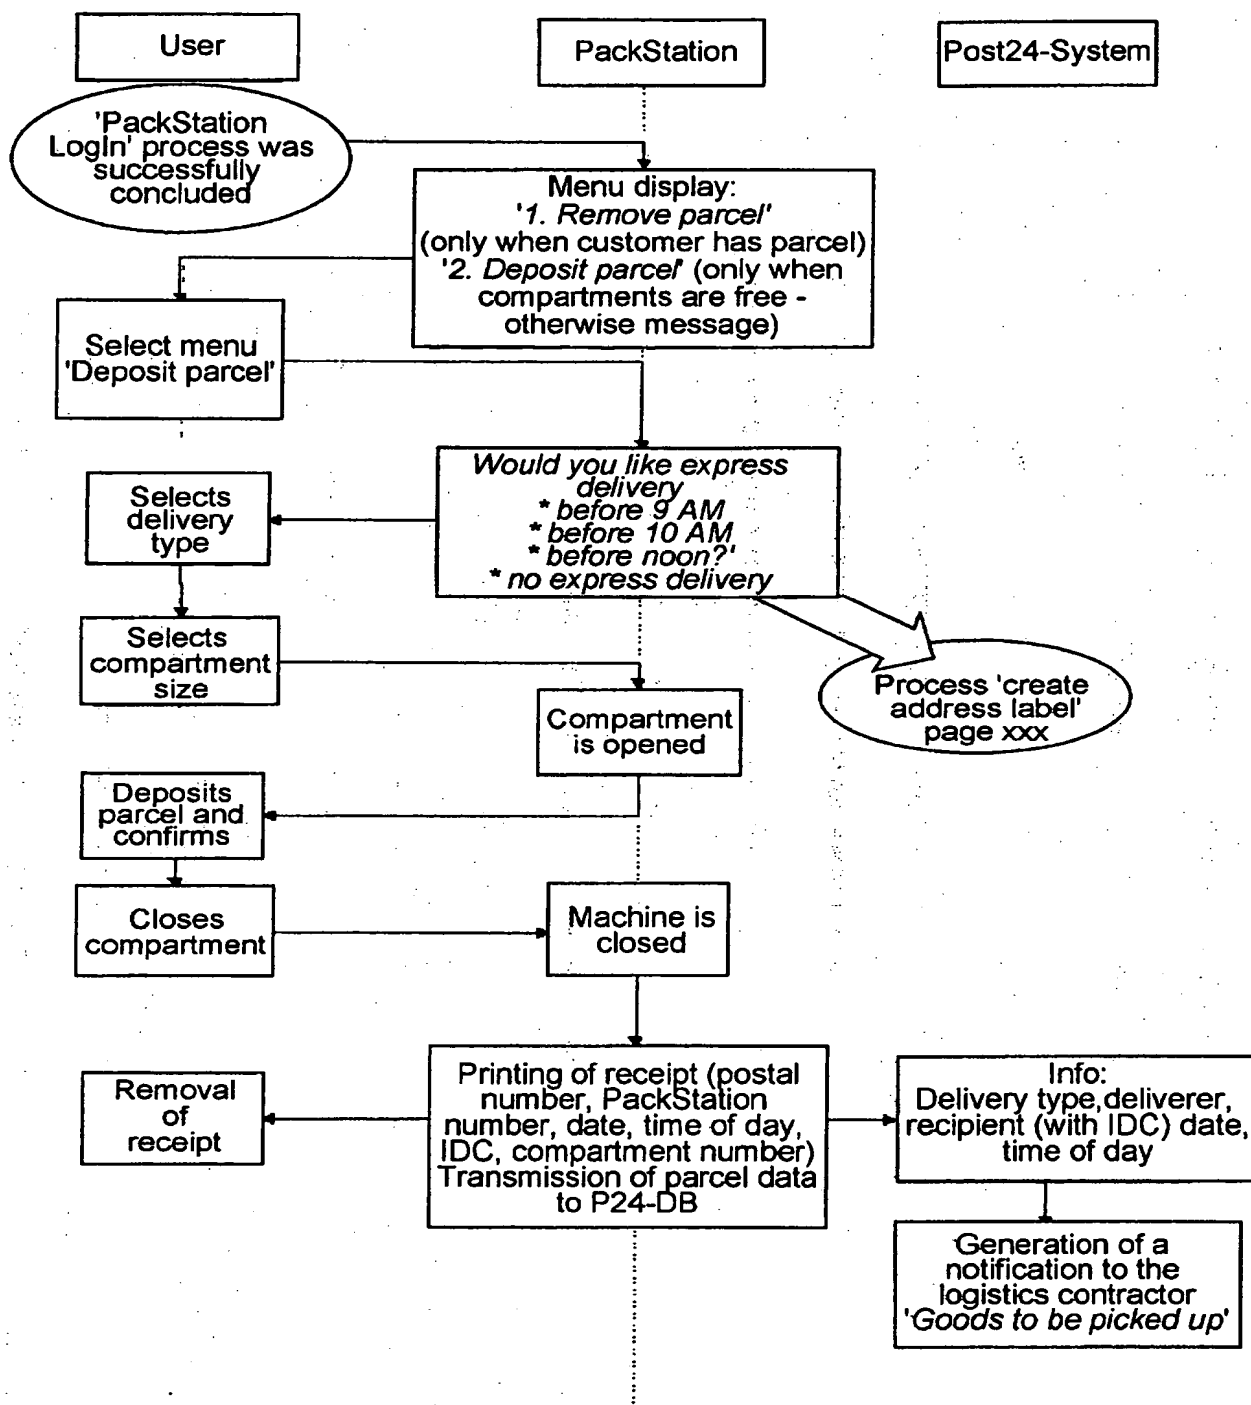 User
PackStation
Post24-System
'PackStation
LogIn' process was
successfully
concluded
Menu display:
'1. Remove parcel'
(only when customer has parcel)
'2. Deposit parcel' (only when
compartments are free -
otherwise message)
Select menu
'Deposit parcel'
Would you like express
delivery
* before 9 AM
* before 10 AM
* before noon?'
* no express delivery
Selects
delivery
type
Selects
compartment
size
Process 'create
address label'
page xxx
Compartment
is opened
Deposits
parcel and
confirms
Closes
compartment
Machine is
closed
Removal
of
receipt
Printing of receipt (postal
number, PackStation
number, date, time of day,
IDC, compartment number)
Transmission of parcel data
to P24-DB
Info:
Delivery type, deliverer,
recipient (with IDC) date,
time of day
Generation of a
notification to the
logistics contractor
'Goods to be picked up'